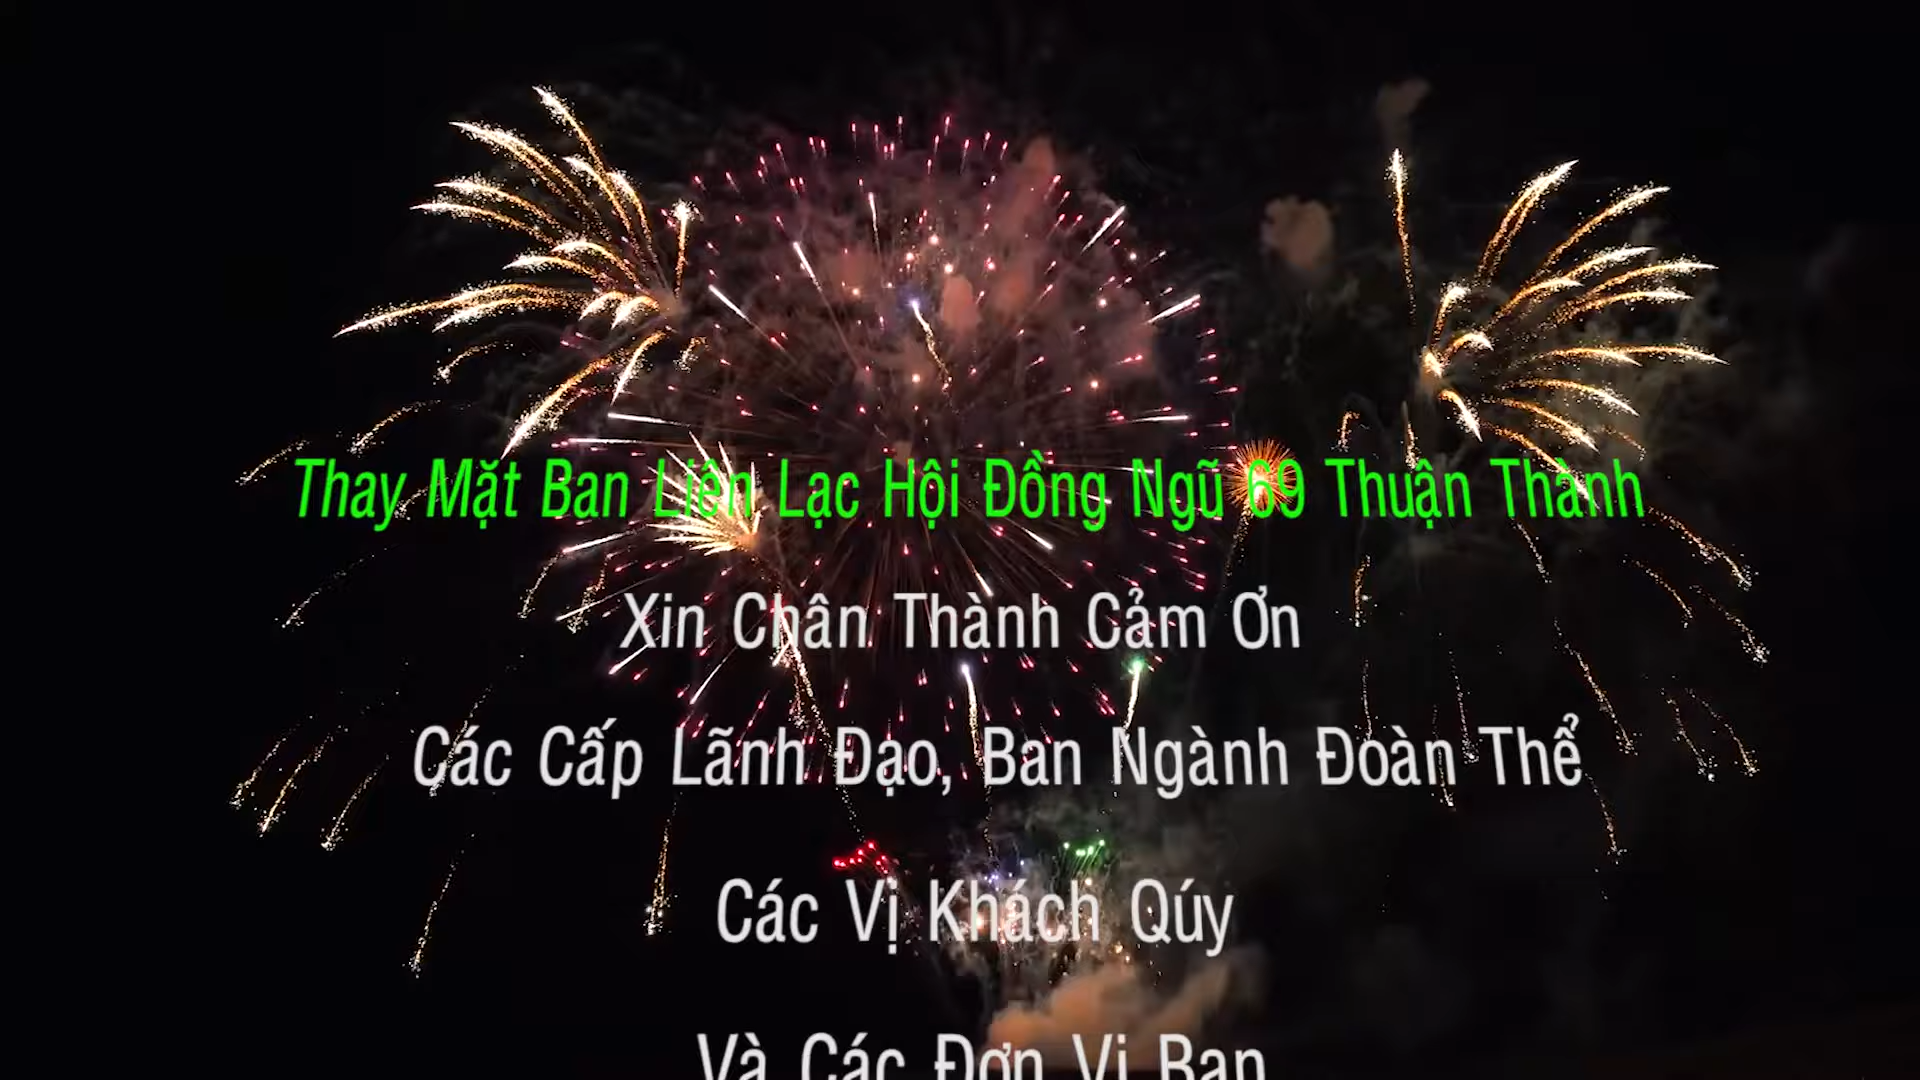 Thay Mặt Ban Liên Lạc Hội Đồng Ngũ 69 Thuận Thành
Xin Chân Thành Cảm Ơn
Các Cấp Lãnh Đạo, Ban Ngành Đoàn Thể
Các Vị Khách Qúy
Và Các Đơn Vị Bạn